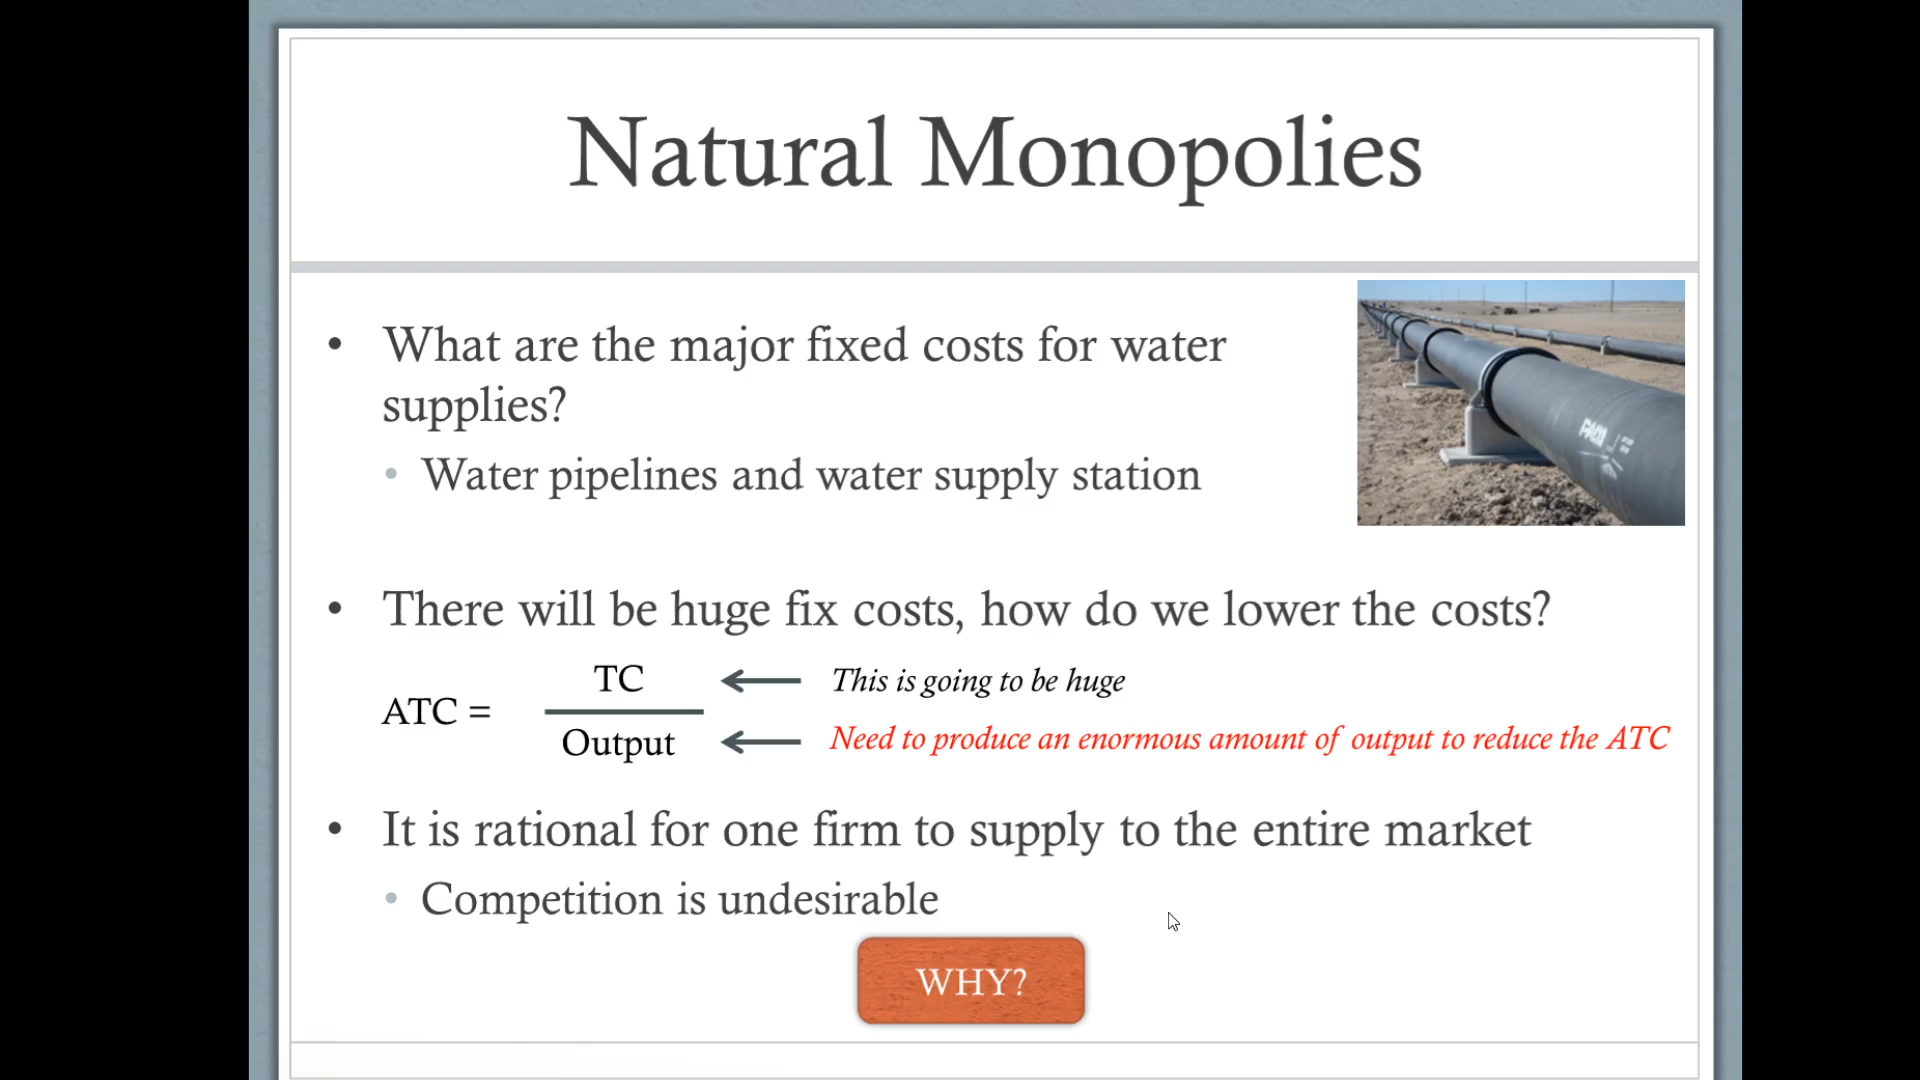 Natural Monopolies
• What are the major fixed costs for water
supplies?
• Water pipelines and water supply station
• There will be huge fix costs, how do we lower the costs?
ATC =
TC
This is going to be huge
Output
Need to produce an enormous amount of output to reduce the ATC
• It is rational for one firm to supply to the entire market
• Competition is undesirable
WHY?